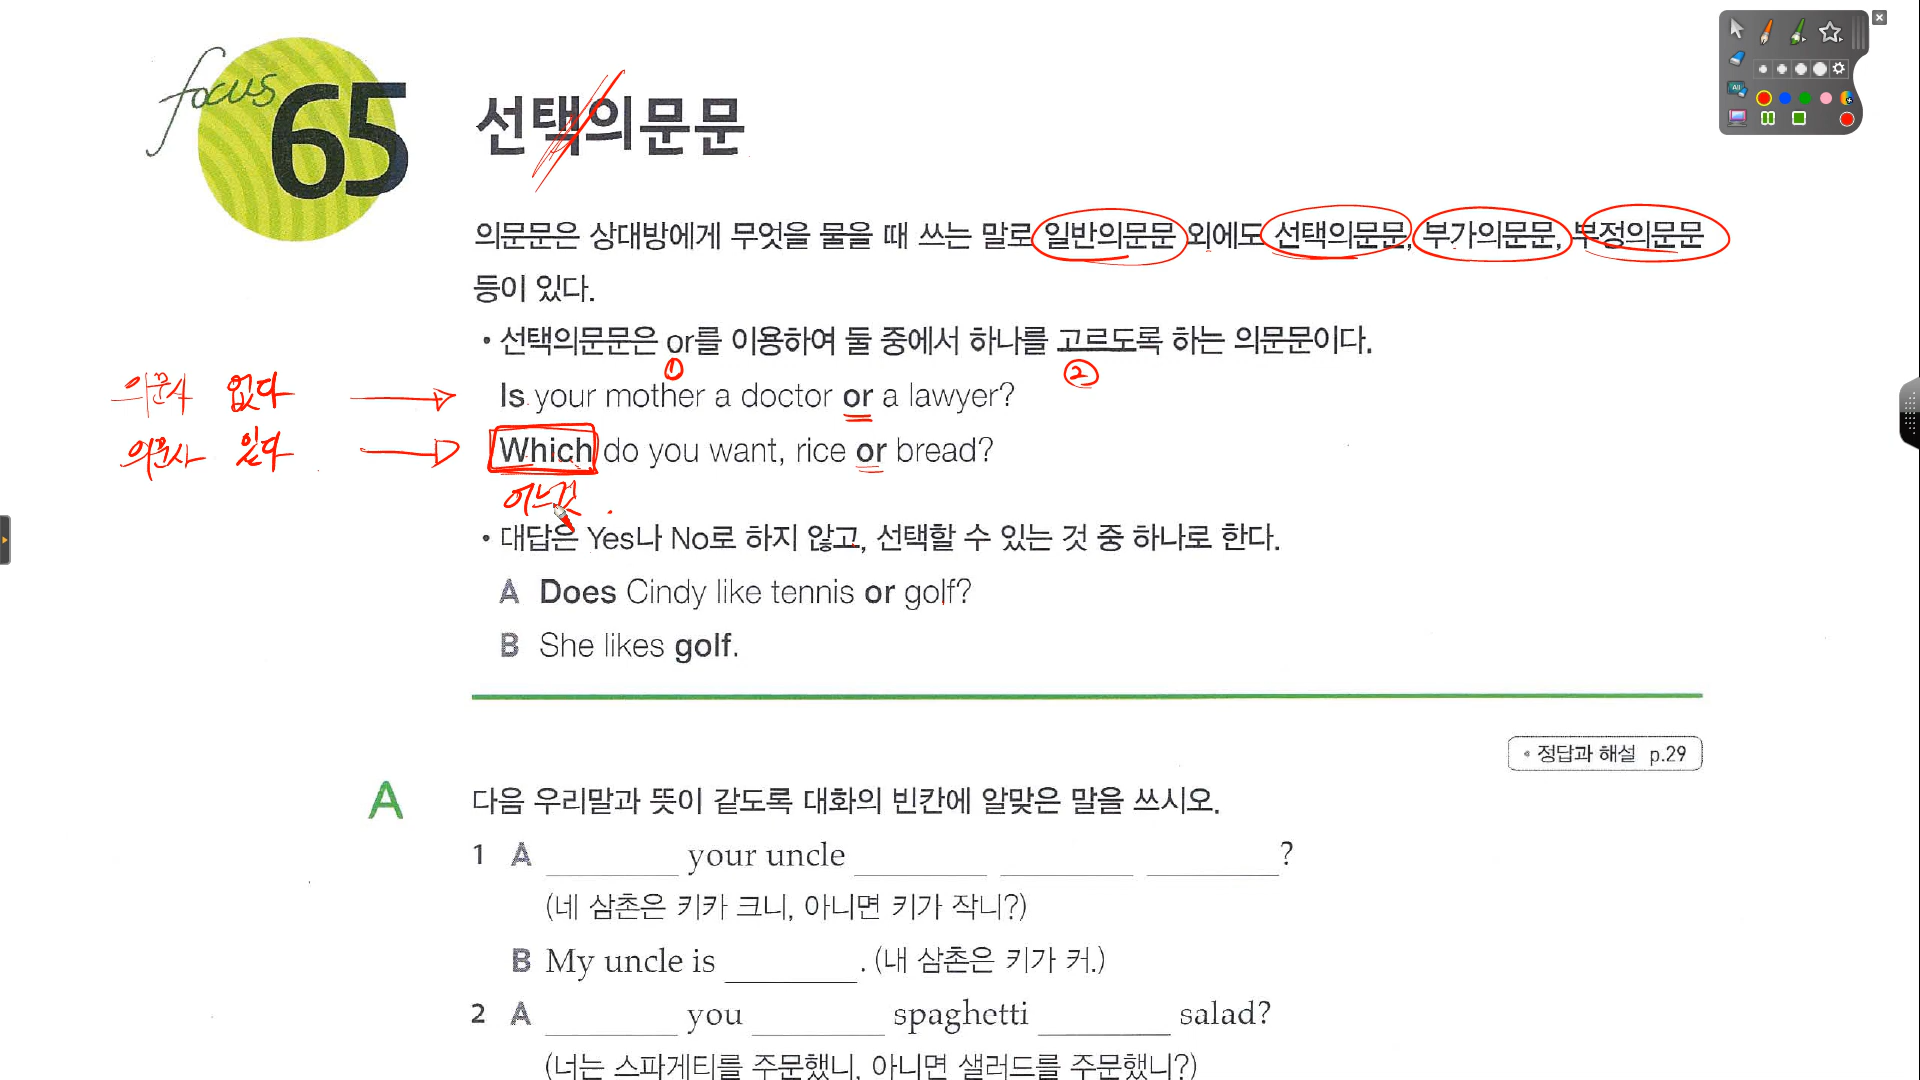 focus 65
선택의문문
의문문은 상대방에게 무엇을 물을 때 쓰는 말로 일반의문문 외에도 선택의문문, 부가의문문, 부정의문문
등이 있다.
• 선택의문문은 or를 이용하여 둘 중에서 하나를 고르도록 하는 의문문이다.
① ②
의문사 없다 → Is your mother a doctor or a lawyer?
의문사 있다 → Which do you want, rice or bread?
어느것
• 대답은 Yes나 No로 하지 않고, 선택할 수 있는 것 중 하나로 한다.
A Does Cindy like tennis or golf?
B She likes golf.
정답과 해설 p.29
A 다음 우리말과 뜻이 같도록 대화의 빈칸에 알맞은 말을 쓰시오.
1 A ______ your uncle ______ ______ ______?
(네 삼촌은 키카 크니, 아니면 키가 작니?)
B My uncle is ______. (내 삼촌은 키가 커.)
2 A ______ you ______ spaghetti ______ salad?
(너는 스파게티를 주문했니, 아니면 샐러드를 주문했니?)